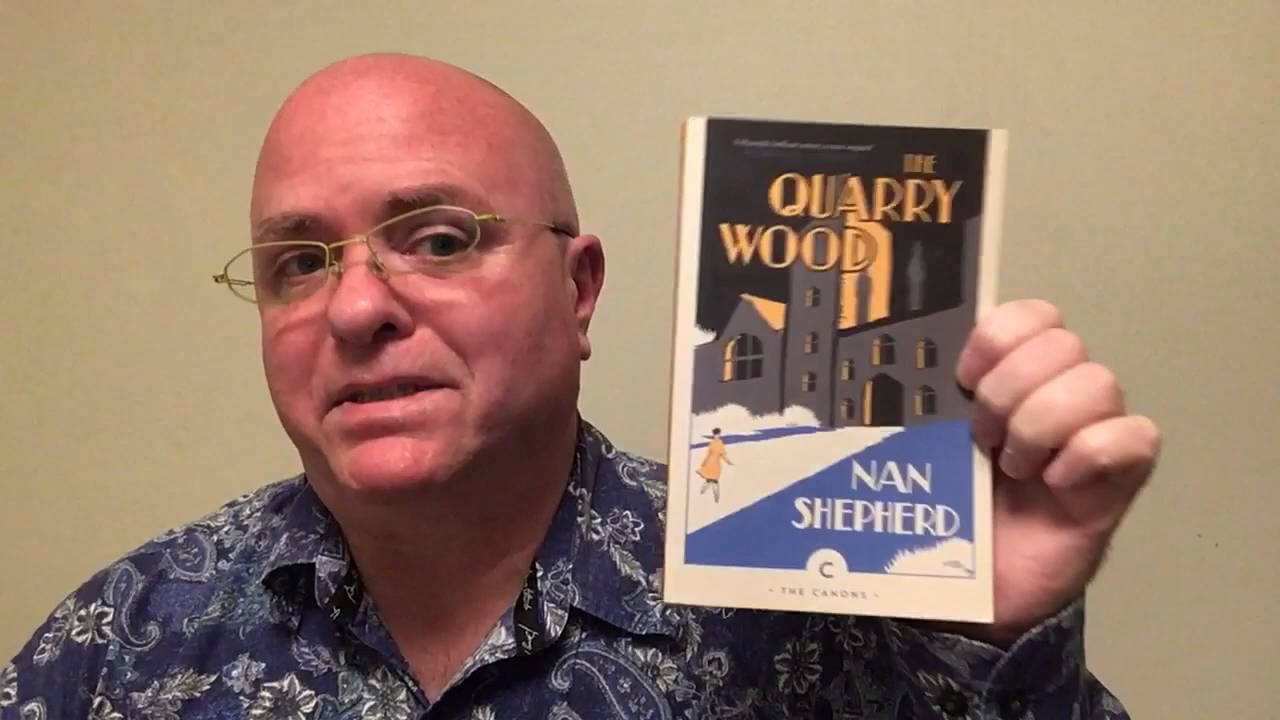 THE
QUARRY
WOOD
NAN
SHEPHERD
C
- THE CANONS -